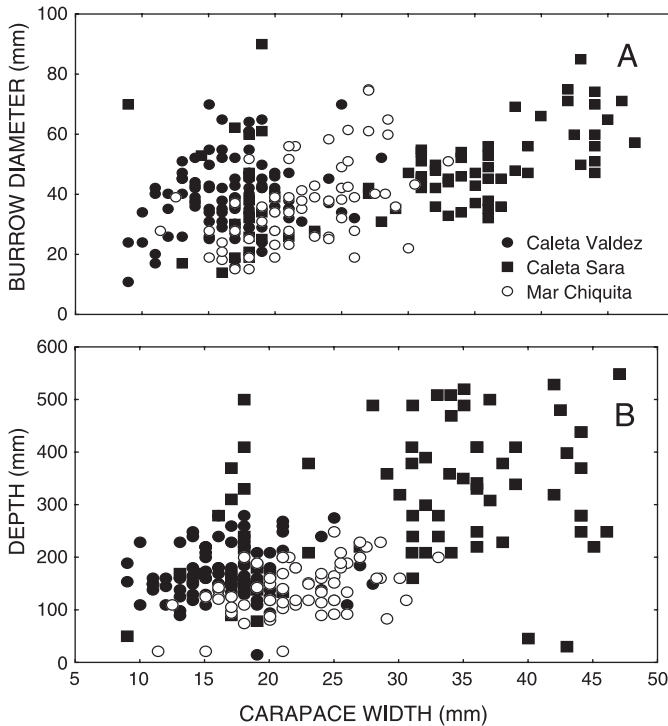 BURROW DIAMETER (mm)
100
80
60
40
20
0
A
Caleta Valdez
Caleta Sara
Mar Chiquita
DEPTH (mm)
600
500
400
300
200
100
0
B
5 10 15 20 25 30 35 40 45 50
CARAPACE WIDTH (mm)